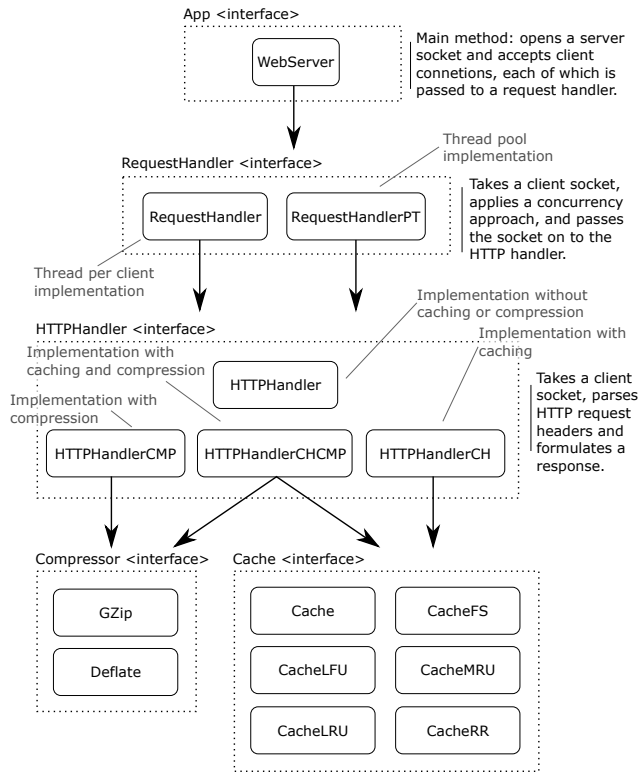 App <interface>
WebServer
Main method: opens a server
socket and accepts client
connetions, each of which is
passed to a request handler.
Thread pool
implementation
RequestHandler <interface>
RequestHandler
RequestHandlerPT
Takes a client socket,
applies a concurrency
approach, and passes
the socket on to the
HTTP handler.
Thread per client
implementation
Implementation without
caching or compression
HTTPHandler <interface>
Implementation with
caching
Implementation with
caching and compression
HTTPHandler
Takes a client
socket, parses
HTTP request
headers and
formulates a
response.
Implementation with
compression
HTTPHandlerCMP
HTTPHandlerCHCMP
HTTPHandlerCH
Compressor <interface>
GZip
Deflate
Cache <interface>
Cache
CacheFS
CacheLFU
CacheMRU
CacheLRU
CacheRR